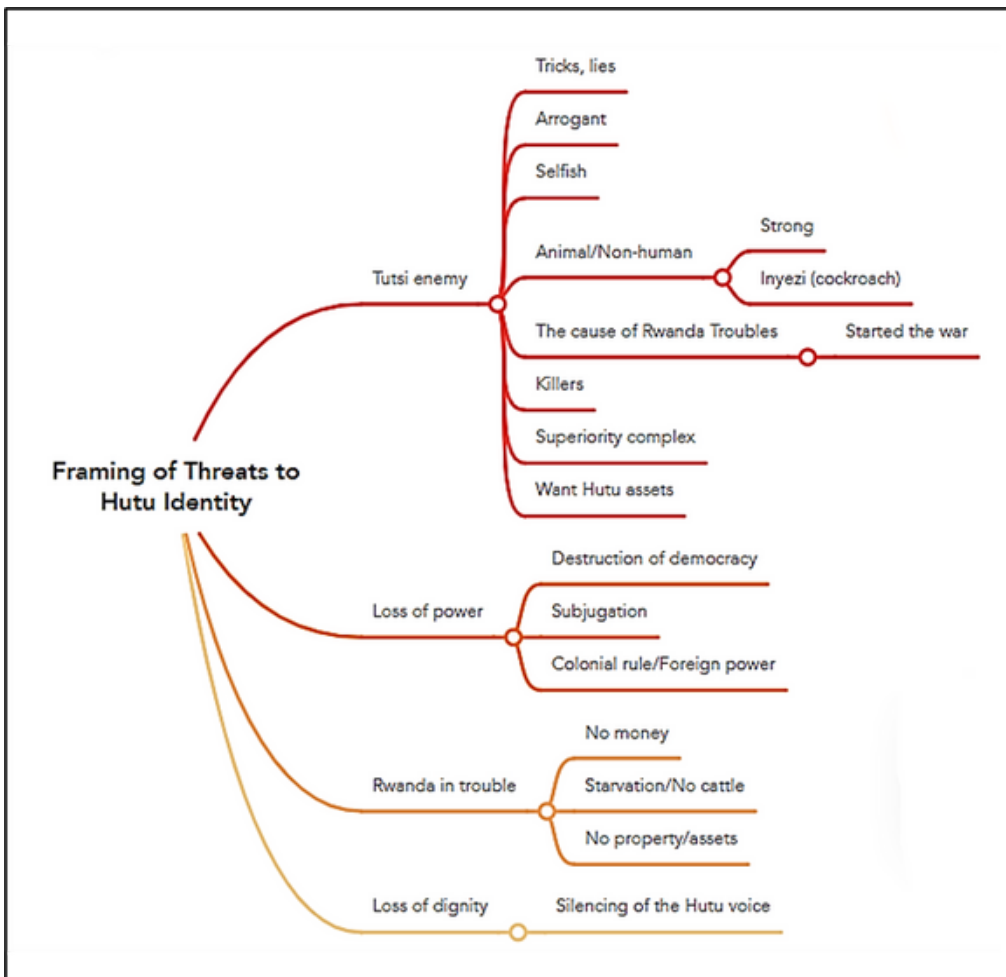 Framing of Threats to
Hutu Identity
Tutsi enemy
Tricks, lies
Arrogant
Selfish
Animal/Non-human
Strong
Inyezi (cockroach)
The cause of Rwanda Troubles
Started the war
Killers
Superiority complex
Want Hutu assets
Loss of power
Destruction of democracy
Subjugation
Colonial rule/Foreign power
Rwanda in trouble
No money
Starvation/No cattle
No property/assets
Loss of dignity
Silencing of the Hutu voice